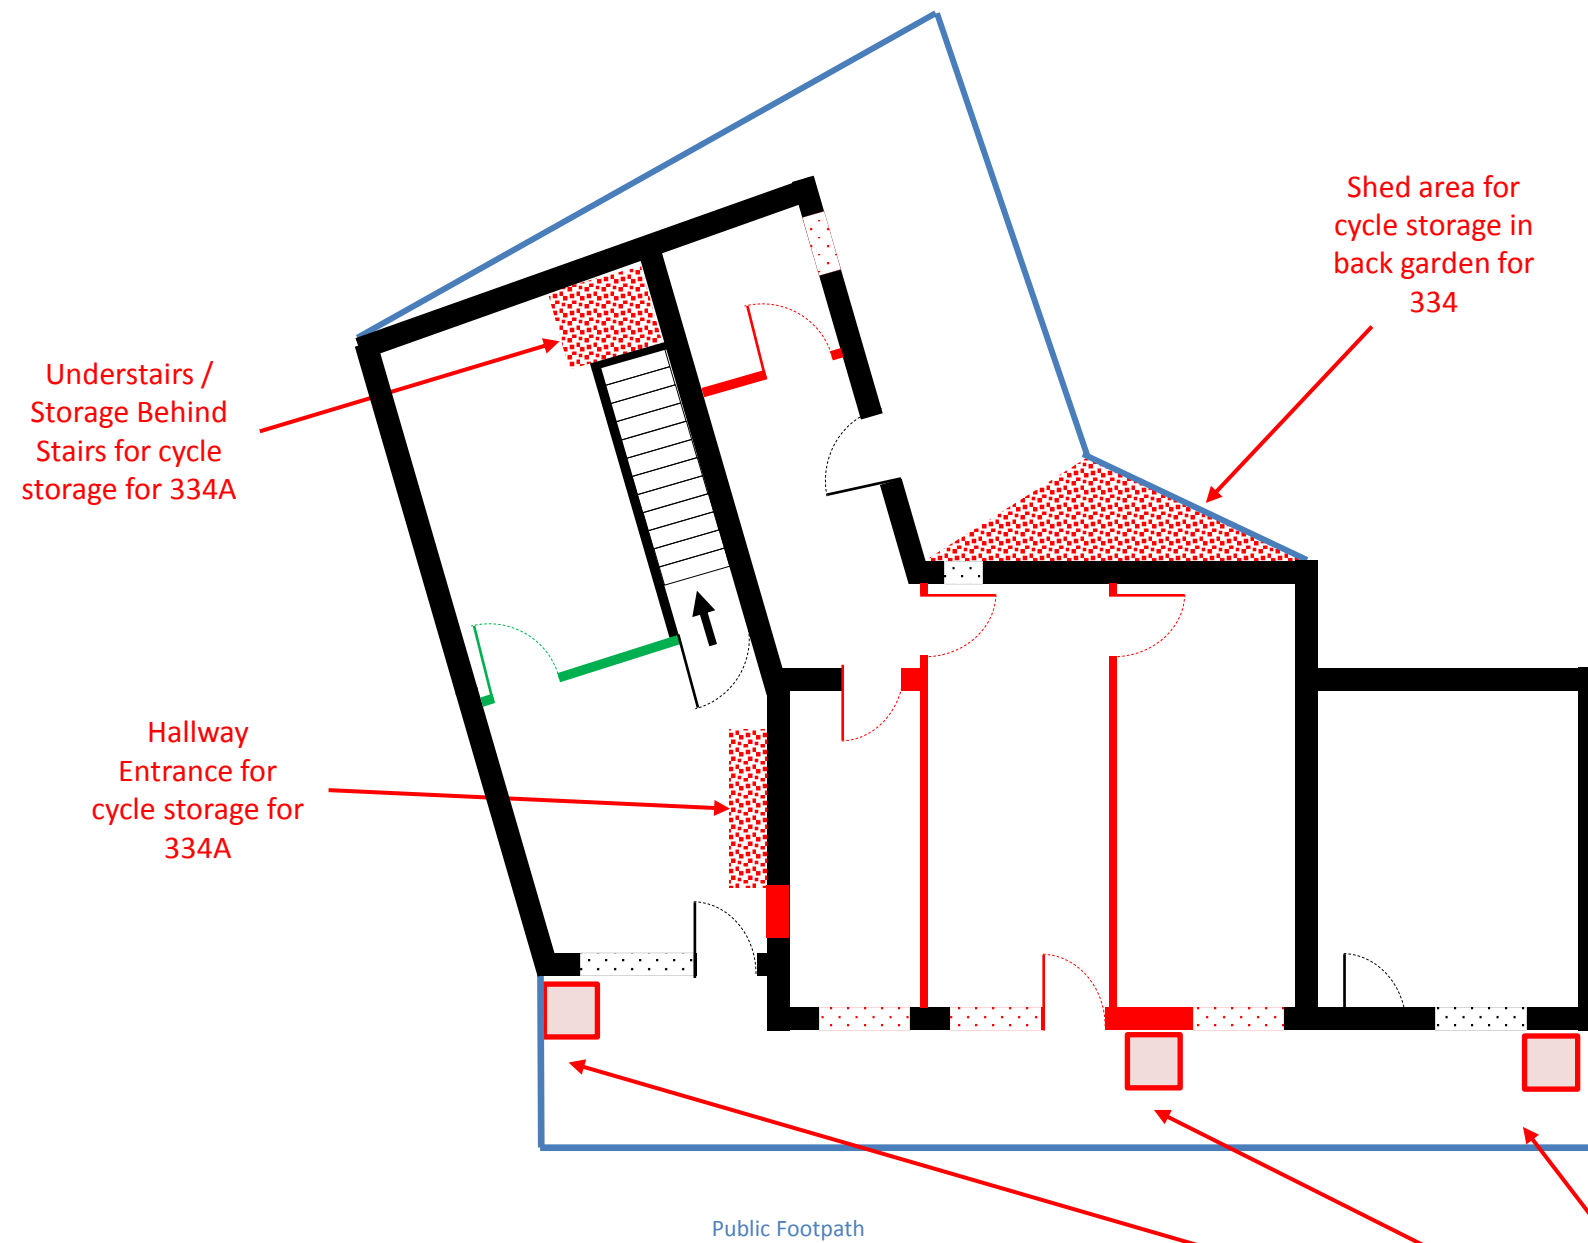 Shed area for
cycle storage in
back garden for
334
Understairs /
Storage Behind
Stairs for cycle
storage for 334A
Hallway
Entrance for
cycle storage for
334A
Public Footpath